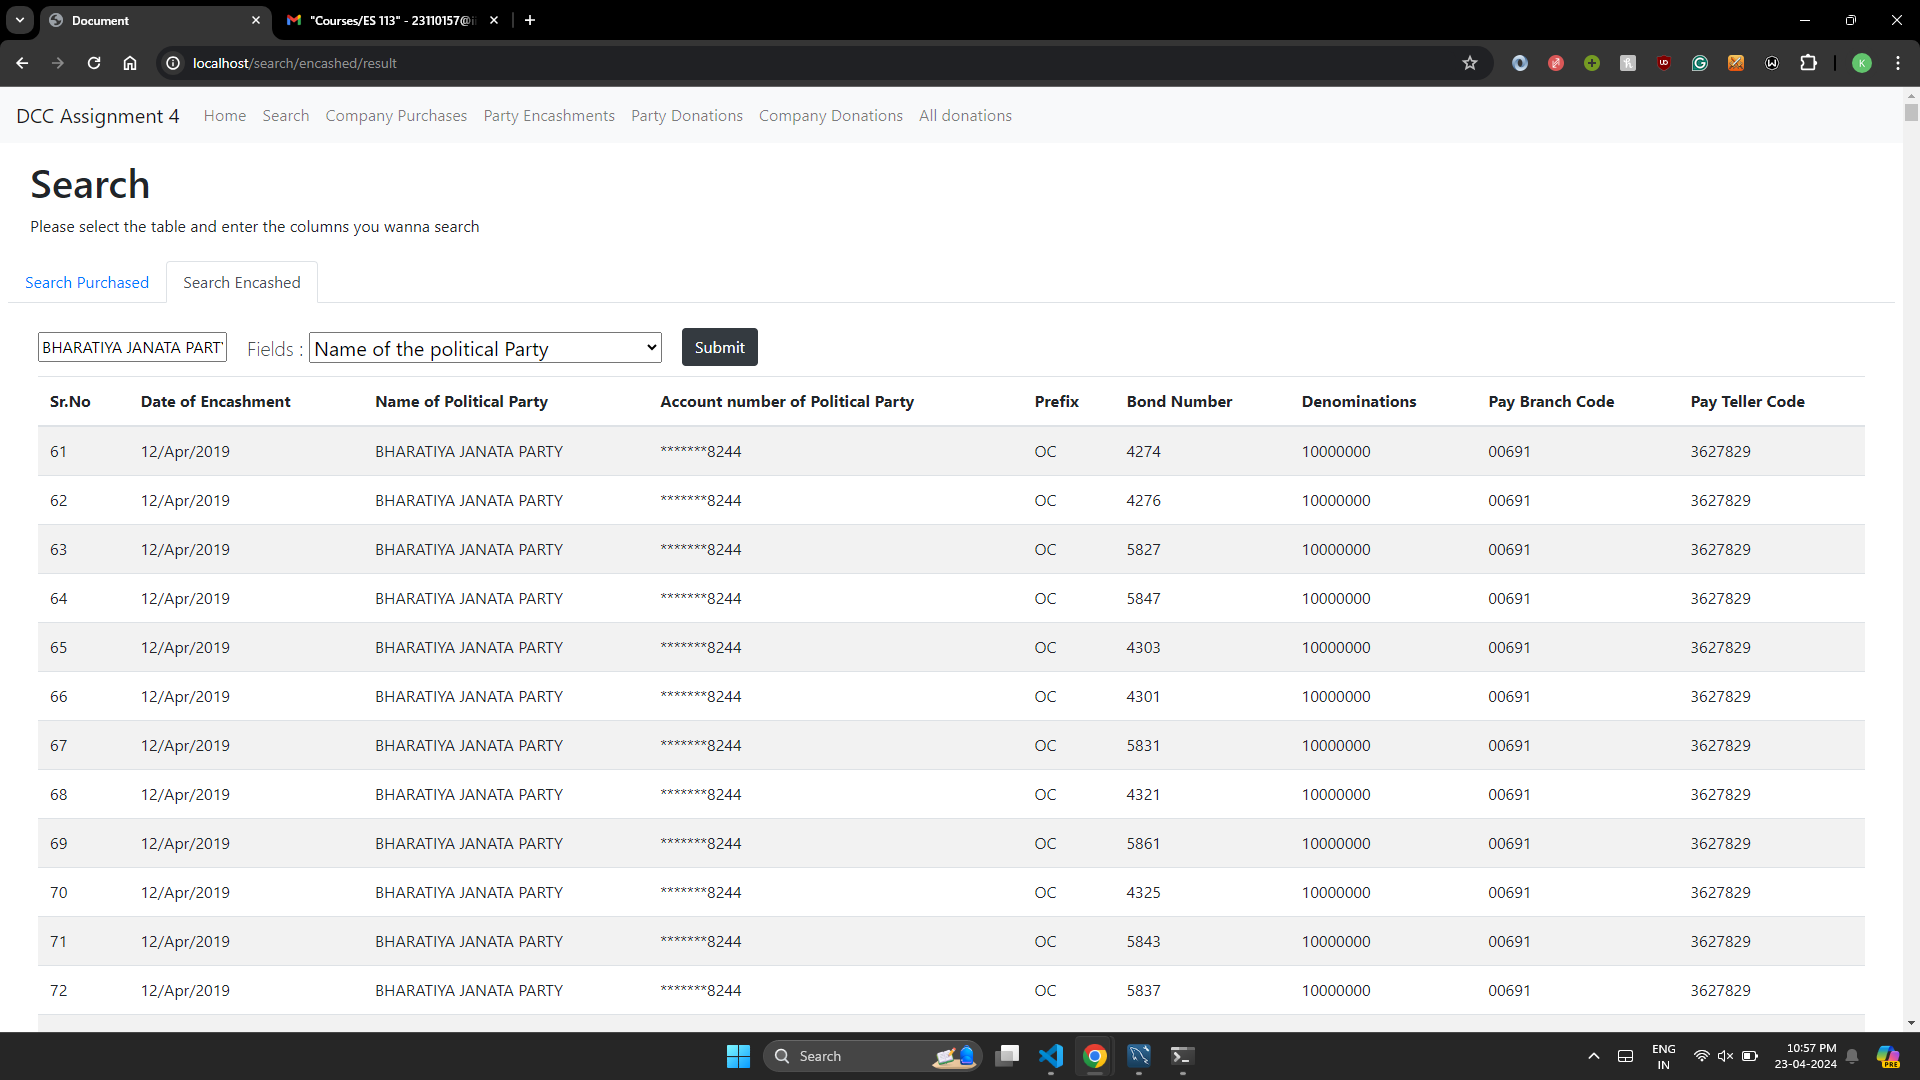 Document
"Courses/ES 113" - 23110157@i
localhost/search/encashed/result
DCC Assignment 4 Home Search Company Purchases Party Encashments Party Donations Company Donations All donations
Search
Please select the table and enter the columns you wanna search
Search Purchased Search Encashed
BHARATIYA JANATA PART Fields : Name of the political Party Submit
Sr.No Date of Encashment Name of Political Party Account number of Political Party Prefix Bond Number Denominations Pay Branch Code Pay Teller Code
61 12/Apr/2019 BHARATIYA JANATA PARTY *******8244 OC 4274 10000000 00691 3627829
62 12/Apr/2019 BHARATIYA JANATA PARTY *******8244 OC 4276 10000000 00691 3627829
63 12/Apr/2019 BHARATIYA JANATA PARTY *******8244 OC 5827 10000000 00691 3627829
64 12/Apr/2019 BHARATIYA JANATA PARTY *******8244 OC 5847 10000000 00691 3627829
65 12/Apr/2019 BHARATIYA JANATA PARTY *******8244 OC 4303 10000000 00691 3627829
66 12/Apr/2019 BHARATIYA JANATA PARTY *******8244 OC 4301 10000000 00691 3627829
67 12/Apr/2019 BHARATIYA JANATA PARTY *******8244 OC 5831 10000000 00691 3627829
68 12/Apr/2019 BHARATIYA JANATA PARTY *******8244 OC 4321 10000000 00691 3627829
69 12/Apr/2019 BHARATIYA JANATA PARTY *******8244 OC 5861 10000000 00691 3627829
70 12/Apr/2019 BHARATIYA JANATA PARTY *******8244 OC 4325 10000000 00691 3627829
71 12/Apr/2019 BHARATIYA JANATA PARTY *******8244 OC 5843 10000000 00691 3627829
72 12/Apr/2019 BHARATIYA JANATA PARTY *******8244 OC 5837 10000000 00691 3627829
Search
ENG
IN
10:57 PM
23-04-2024
PRE